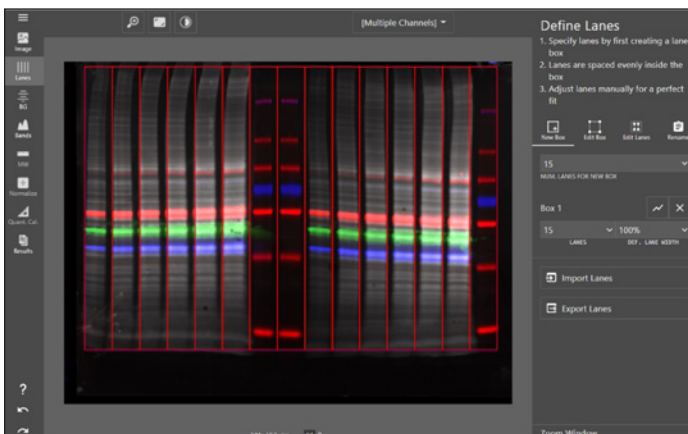 [Multiple Channels]
Image
Lanes
BG
Bands
MW
Normalize
Quant. Cal.
Results
?
Define Lanes
1. Specify lanes by first creating a lane
box
2. Lanes are spaced evenly inside the
box
3. Adjust lanes manually for a perfect
fit
New Box
Edit Box
Edit Lanes
Rename
15
NUM. LANES FOR NEW BOX
Box 1
15
100%
LANES
DEF. LANE WIDTH
Import Lanes
Export Lanes
Zoom Window